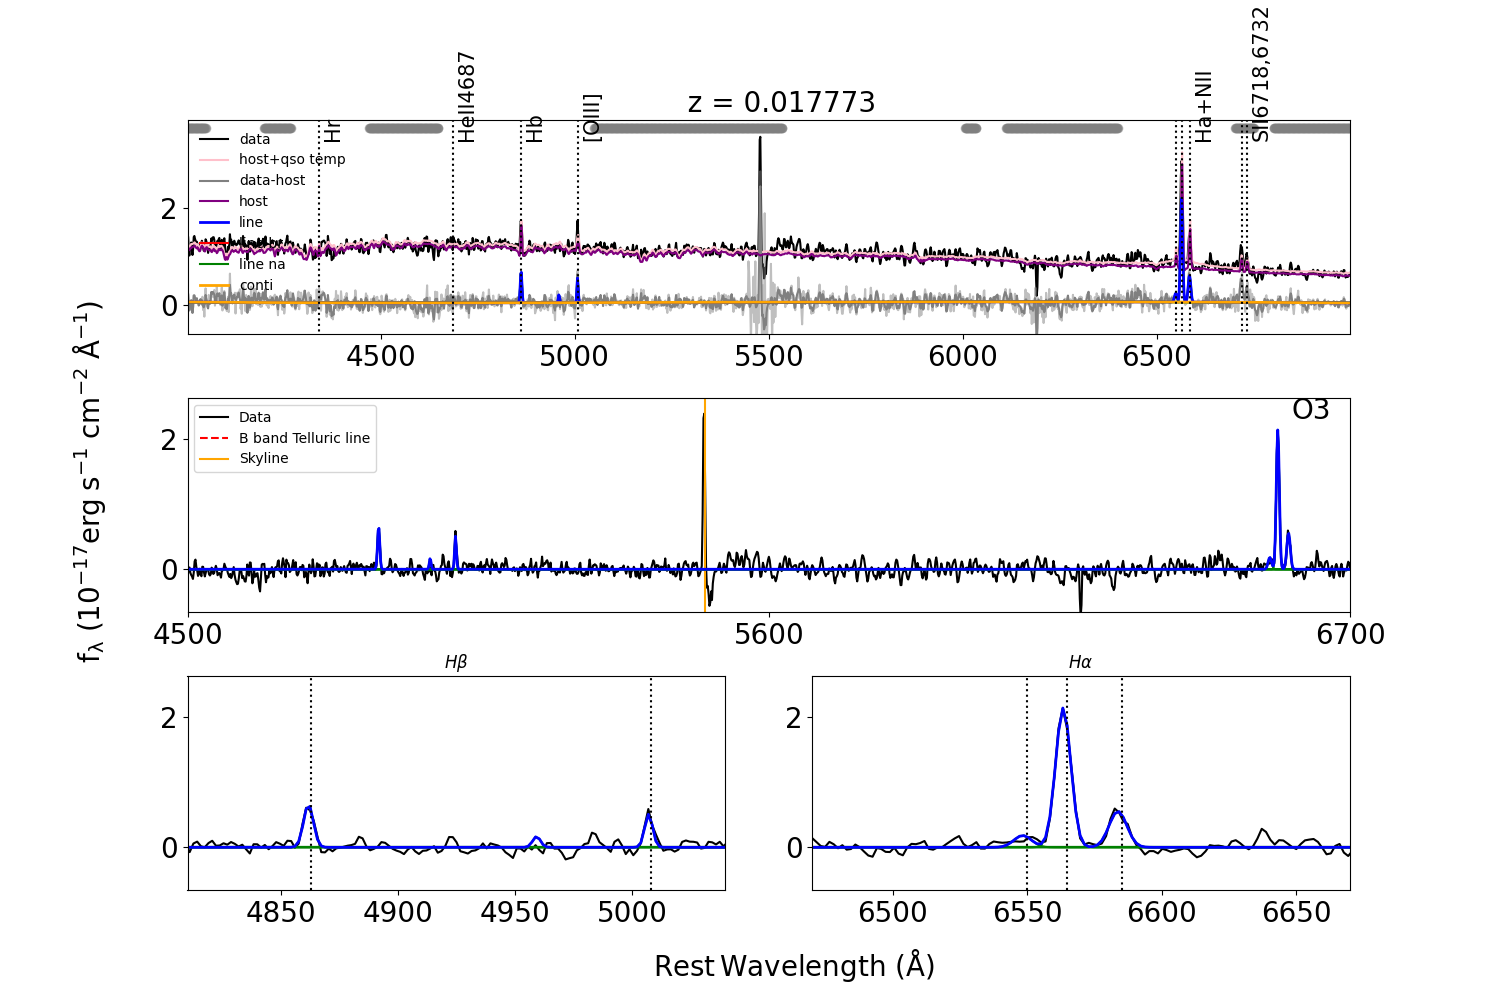 z = 0.017773
Hr
HeII4687
Hb
[OIII]
Ha+NII
SII6718,6732
data
host+qso temp
data-host
host
line
line na
conti
2
0
4500
5000
5500
6000
6500
O3
Data
B band Telluric line
Skyline
2
0
4500
5600
6700
fλ (10⁻¹⁷erg s⁻¹ cm⁻² Å⁻¹)
Hβ
2
0
4850
4900
4950
5000
Hα
2
0
6500
6550
6600
6650
Rest Wavelength (Å)